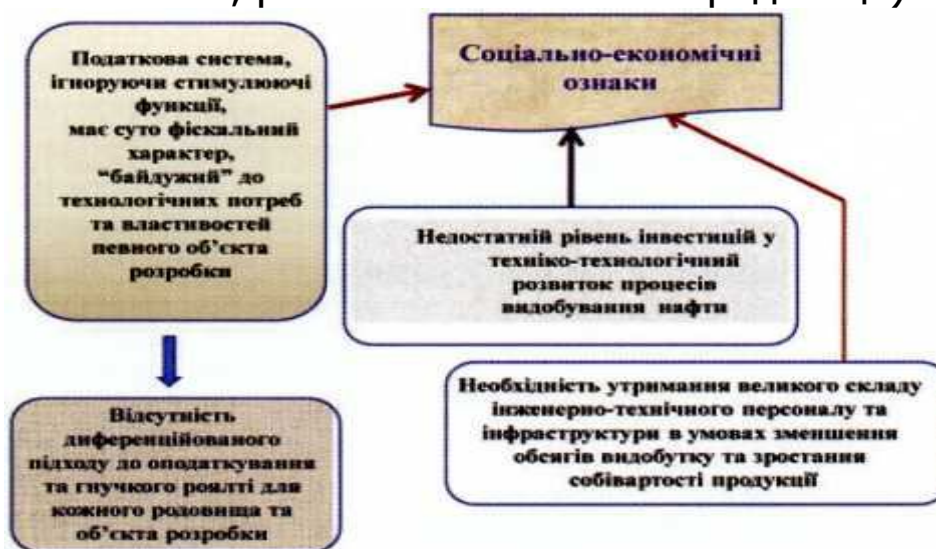 Податкова система,
ігноруючи стимулюючі
функції,
має суто фіскальний
характер,
“байдужий” до
технологічних потреб
та властивостей
певного об’єкта
розробки
Соціально-економічні
ознаки
Недостатній рівень інвестицій у
техніко-технологічний
розвиток процесів
видобування нафти
Необхідність утримання великого складу
інженерно-технічного персоналу та
інфраструктури в умовах зменшення
обсягів видобутку та зростання
собівартості продукції
Відсутність
диференційованого
підходу до оподаткування
та гнучкого роялті для
кожного родовища та
об’єкта розробки